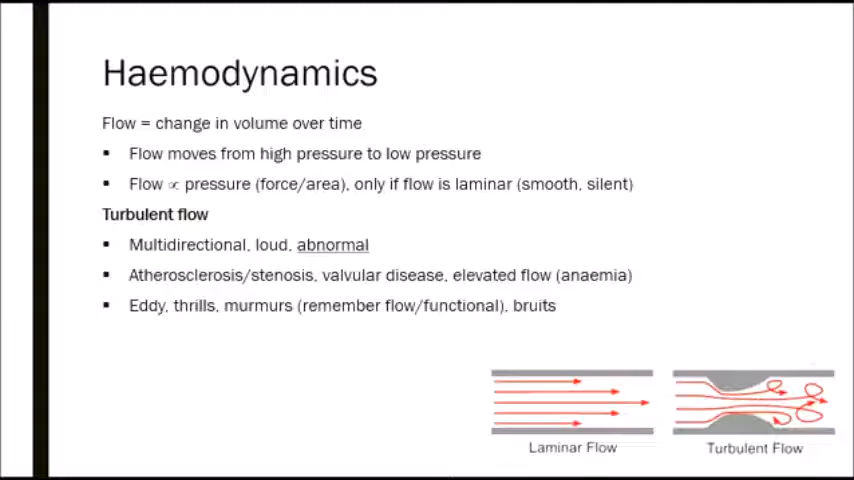 Haemodynamics
Flow = change in volume over time
▪ Flow moves from high pressure to low pressure
▪ Flow ∝ pressure (force/area), only if flow is laminar (smooth, silent)
Turbulent flow
▪ Multidirectional, loud, abnormal
▪ Atherosclerosis/stenosis, valvular disease, elevated flow (anaemia)
▪ Eddy, thrills, murmurs (remember flow/functional), bruits
Laminar Flow
Turbulent Flow